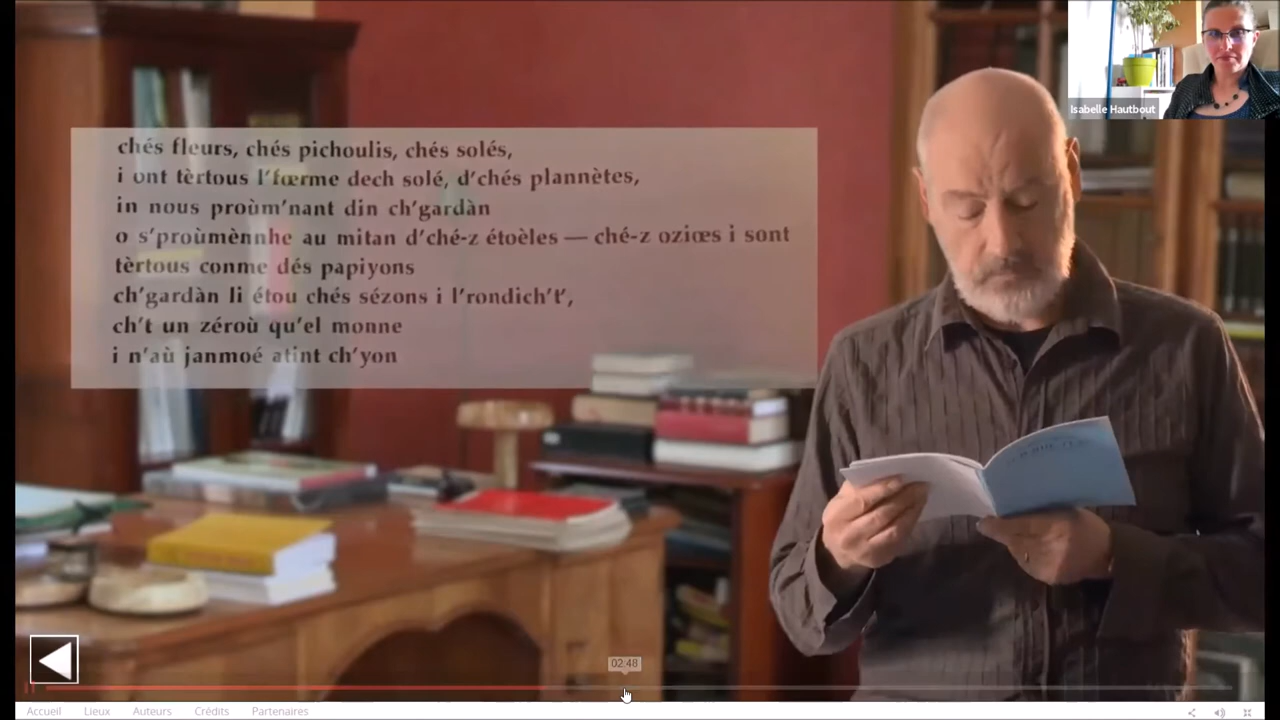 Isabelle Hautbout
chés fleurs, chés pichoulis, chés solés,
i ont tèrtous l'fœrme dech solé, d'chés plannètes,
in nous proùm'nant din ch'gardàn
o s'proùmènnhe au mitan d'ché-z étoèles — ché-z oziœs i sont
tèrtous conme dés papiyons
ch'gardàn li étou chés sézons i l'rondich't',
ch't un zéroù qu'el monne
i n'aù janmoé atint ch'yon
02:48
Accueil Lieux Auteurs Crédits Partenaires